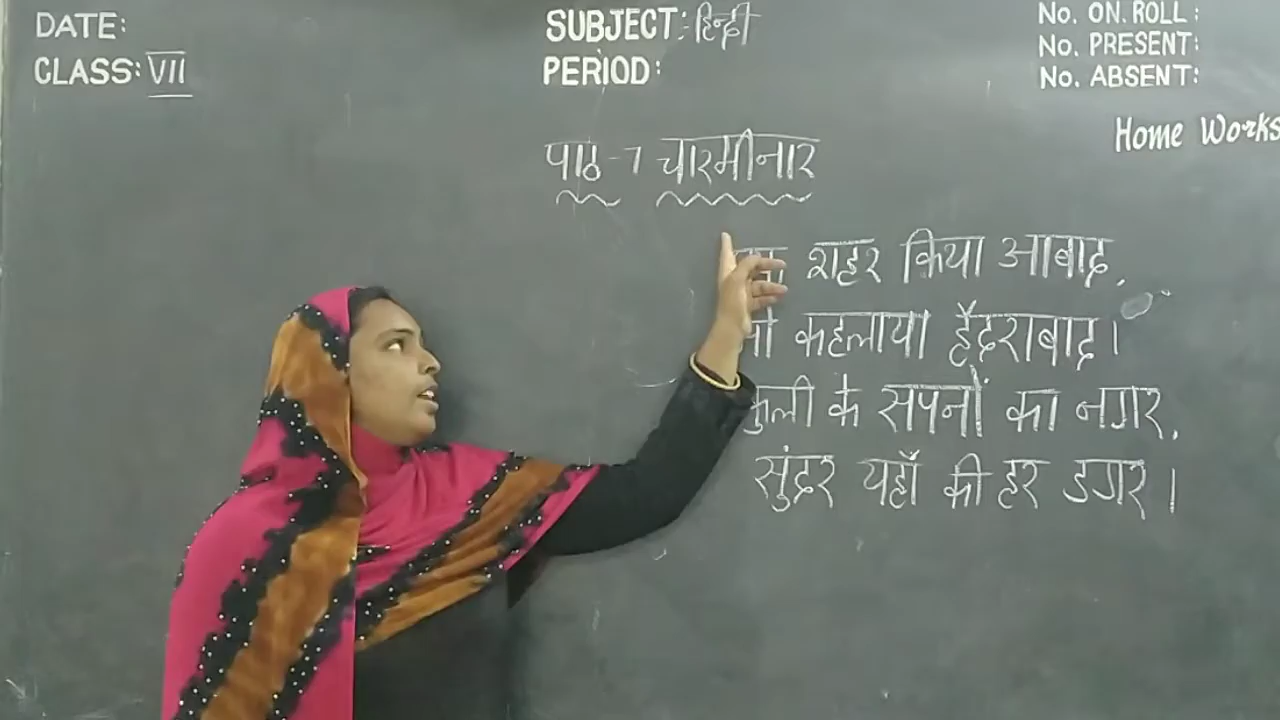 DATE:
CLASS: VII
SUBJECT: हिन्दी
PERIOD:
No. ON. ROLL:
No. PRESENT:
No. ABSENT:
Home Works
पाठ-7 चारमीनार
शहर किया आबाद,
कहलाया हैदराबाद।
कुली के सपनों का नगर,
सुंदर यहाँ की हर डगर।